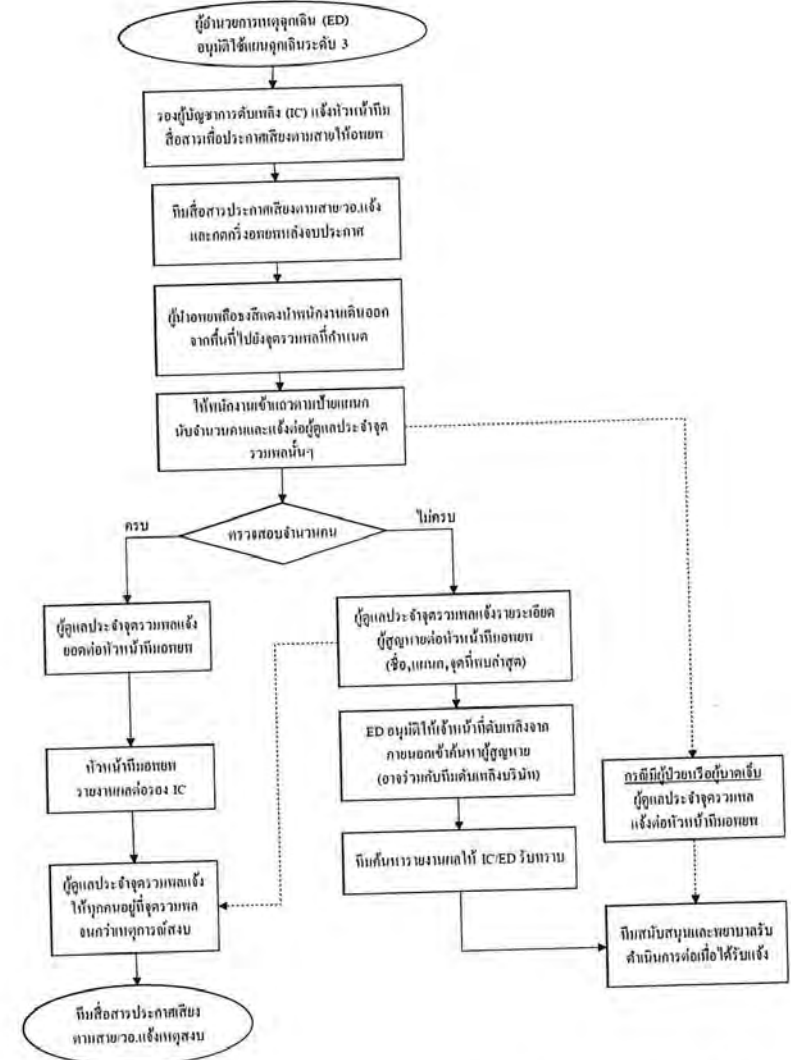 ผู้อำนวยการเหตุฉุกเฉิน (ED)
อนุมัติใช้แผนฉุกเฉินระดับ 3
รองผู้บัญชาการดับเพลิง (IC) แจ้งหัวหน้าทีม
สื่อสารเพื่อประกาศเสียงตามสายให้อพยพ
ทีมสื่อสารประกาศเสียงตามสาย/วอ.แจ้ง
และกดกริ่งอพยพหลังจบประกาศ
ผู้นำอพยพถือธงสีแดงนำพนักงานเดินออก
จากพื้นที่ไปยังจุดรวมพลที่กำหนด
ให้พนักงานเข้าแถวตามป้ายแผนก
นับจำนวนคนและแจ้งต่อผู้ดูแลประจำจุด
รวมพลนั้นๆ
ตรวจสอบจำนวนคน
ครบ
ไม่ครบ
ผู้ดูแลประจำจุดรวมพลแจ้ง
ยอดต่อหัวหน้าทีมอพยพ
หัวหน้าทีมอพยพ
รายงานผลต่อรอง IC
ผู้ดูแลประจำจุดรวมพลแจ้ง
ให้ทุกคนอยู่ที่จุดรวมพล
จนกว่าเหตุการณ์สงบ
ทีมสื่อสารประกาศเสียง
ตามสาย/วอ.แจ้งเหตุสงบ
ผู้ดูแลประจำจุดรวมพลแจ้งรายระเอียด
ผู้สูญหายต่อหัวหน้าทีมอพยพ
(ชื่อ,แผนก,จุดที่พบล่าสุด)
ED อนุมัติให้เจ้าหน้าที่ดับเพลิงจาก
ภายนอกเข้าค้นหาผู้สูญหาย
(อาจร่วมกับทีมดับเพลิงบริษัท)
ทีมค้นหารายงานผลให้ IC/ED รับทราบ
กรณีมีผู้ป่วยหรือผู้บาดเจ็บ
ผู้ดูแลประจำจุดรวมพล
แจ้งต่อหัวหน้าทีมอพยพ
ทีมสนับสนุนและพยาบาลรับ
ดำเนินการต่อเมื่อได้รับแจ้ง